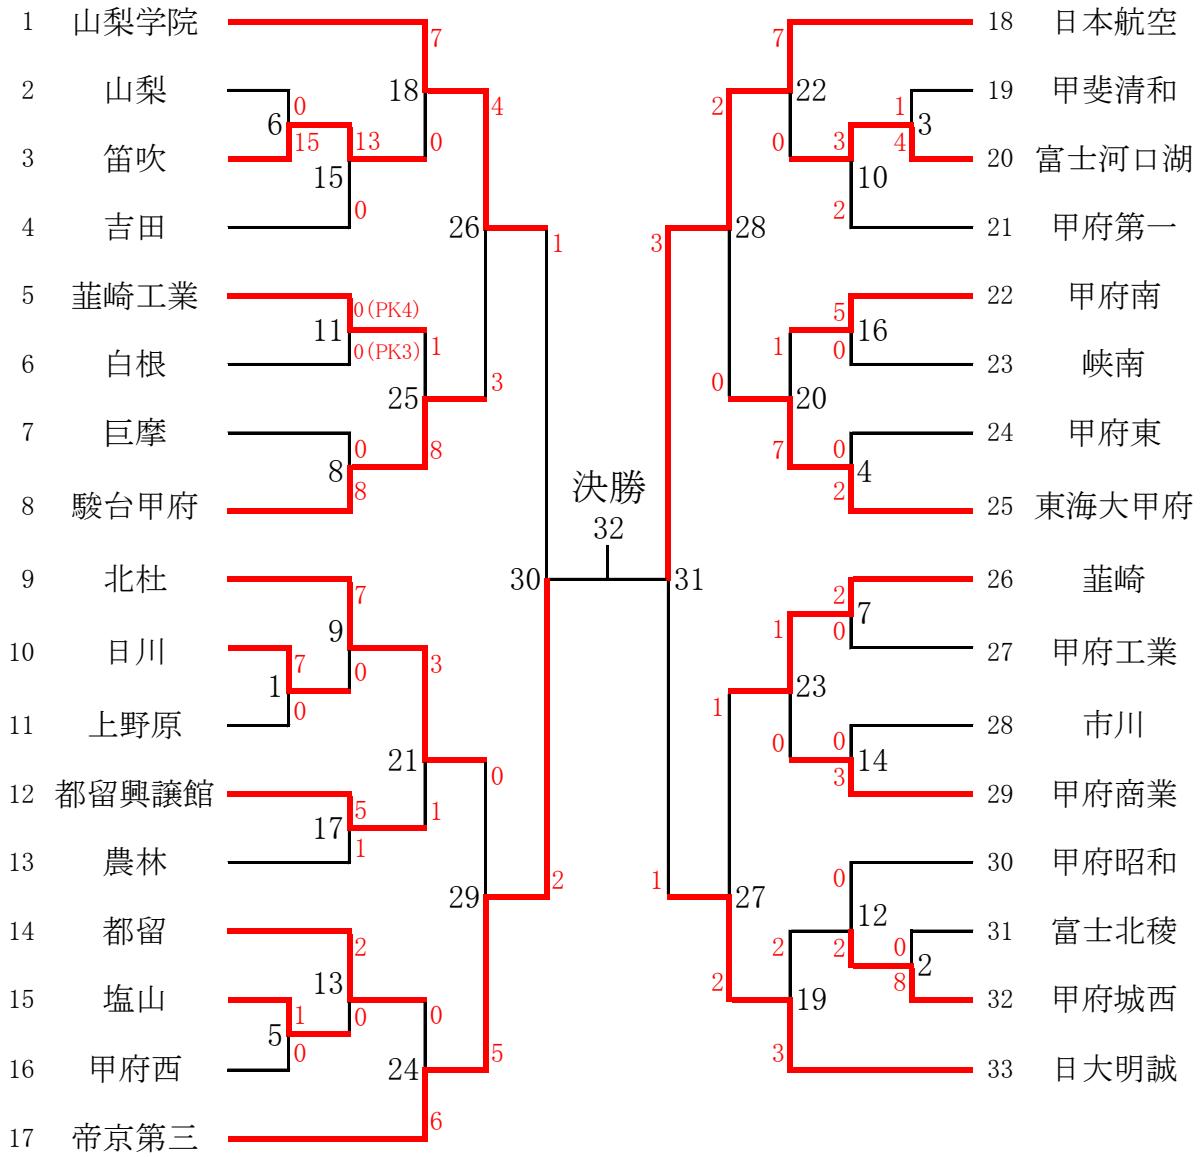 1 山梨学院
2 山梨
3 笛吹
4 吉田
5 韮崎工業
6 白根
7 巨摩
8 駿台甲府
9 北杜
10 日川
11 上野原
12 都留興譲館
13 農林
14 都留
15 塩山
16 甲府西
17 帝京第三
7
18
0
0
6
15
13
15
0
4
26
1
0(PK4)
11
0(PK3)
1
25
3
0
8
8
8
7
9
7
1
0
0
3
21
0
5
17
1
1
29
2
2
13
1
5
0
0
0
24
5
6
30
決勝
32
31
7
22
2
1
3
3
4
0
10
2
28
3
5
16
0
1
20
0
7
0
4
2
2
7
0
1
23
1
0
0
14
3
1
27
0
12
2
0
2
8
2
19
2
3
18 日本航空
19 甲斐清和
20 富士河口湖
21 甲府第一
22 甲府南
23 峡南
24 甲府東
25 東海大甲府
26 韮崎
27 甲府工業
28 市川
29 甲府商業
30 甲府昭和
31 富士北稜
32 甲府城西
33 日大明誠